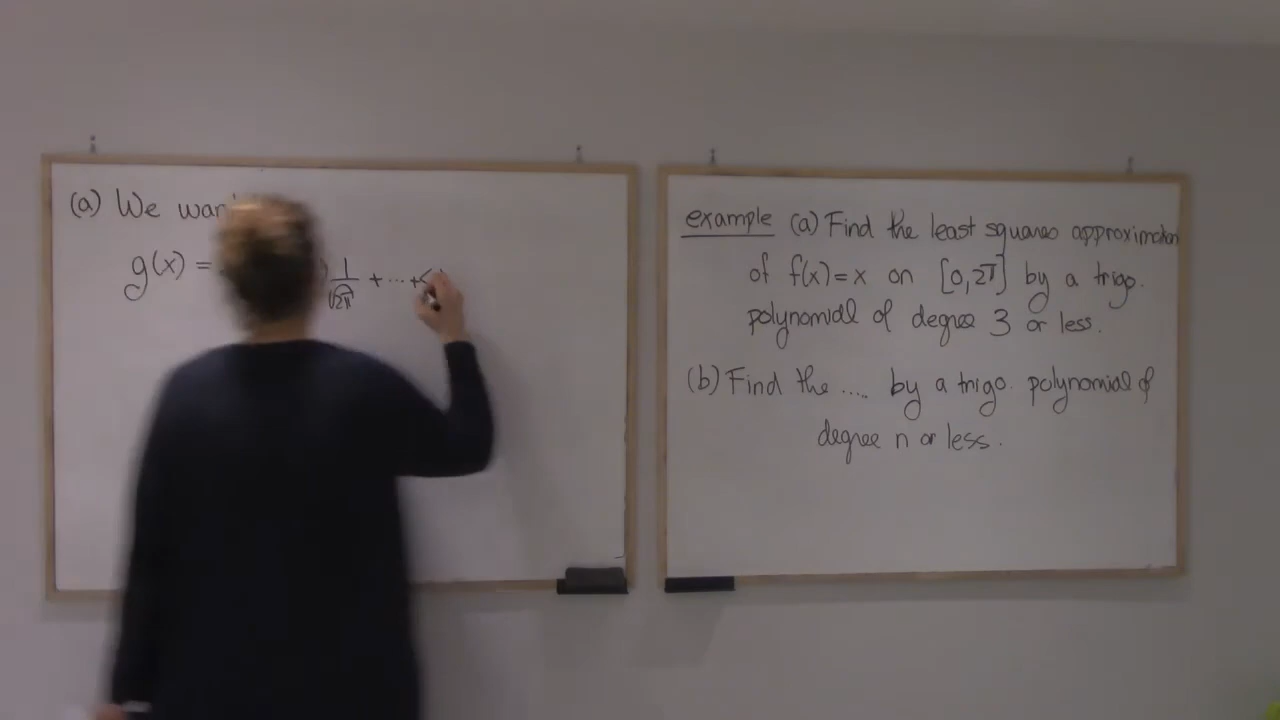 (a) We
g(x) = ) 1/√2π + ... + <
example (a) Find the least squares approximation
of f(x)=x on [0,2π] by a trigo.
polynomial of degree 3 or less.
(b) Find the ..... by a trigo. polynomial of
degree n or less.